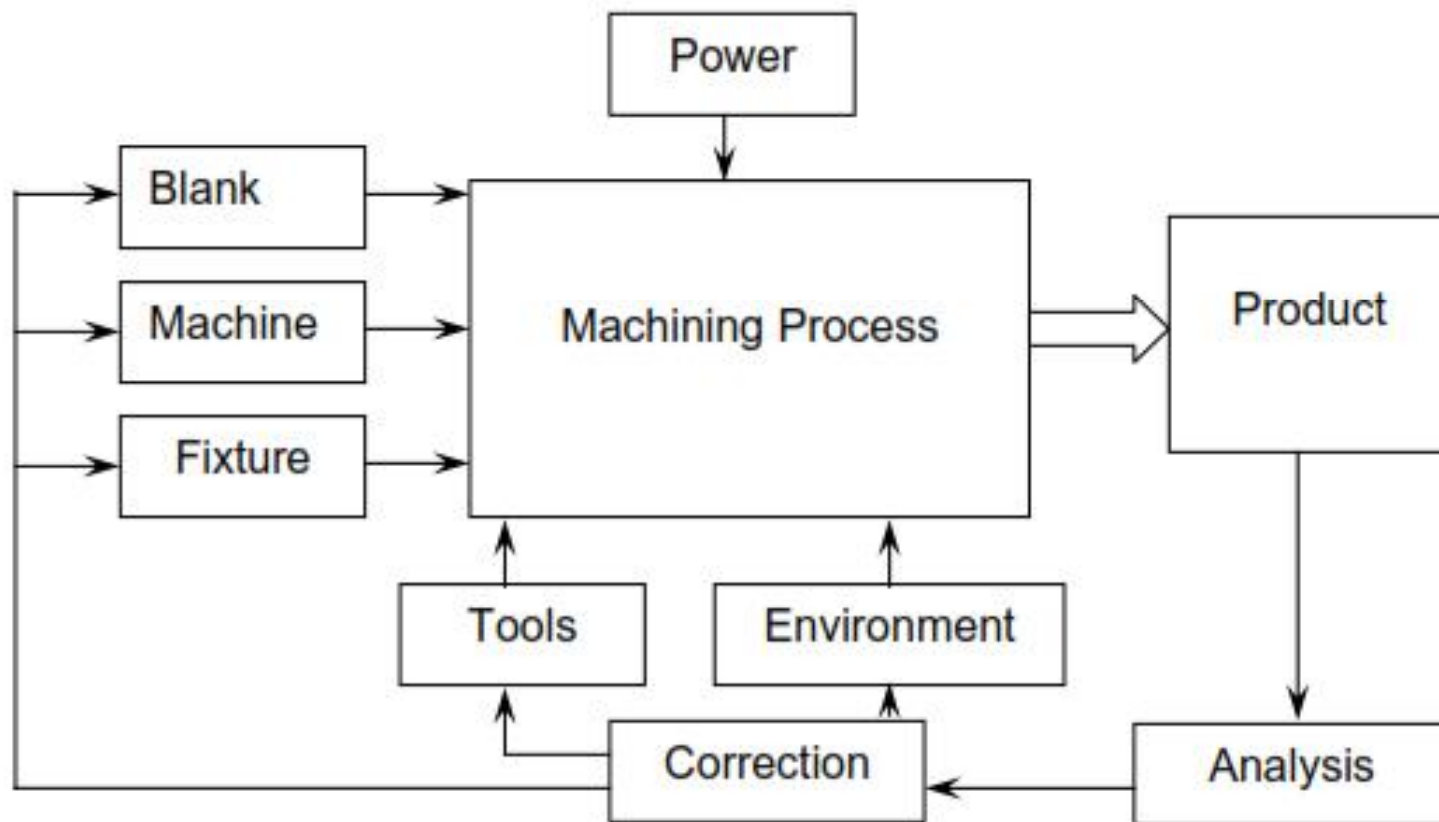 Power
Blank
Machine
Machining Process
Product
Fixture
Tools
Environment
Correction
Analysis